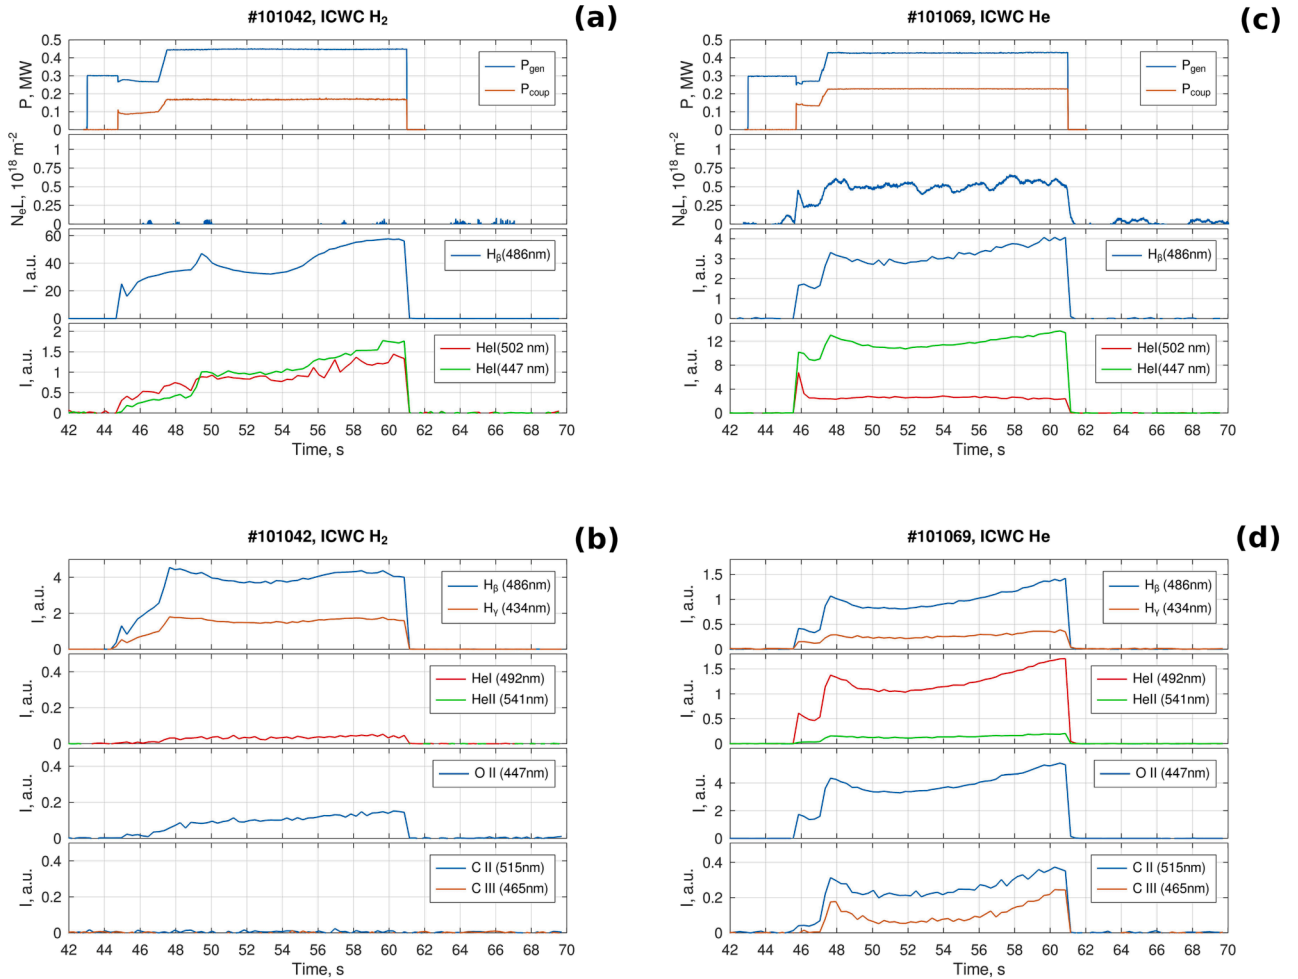 #101042, ICWC H₂
(a)
P, MW
0.5
0.4
0.3
0.2
0.1
0
P_gen
P_coup
NₑL, 10¹⁸ m⁻²
1
0.75
0.5
0.25
0
I, a.u.
60
40
20
0
H_β(486nm)
I, a.u.
2
1.5
1
0.5
0
HeI(502 nm)
HeI(447 nm)
42 44 46 48 50 52 54 56 58 60 62 64 66 68 70
Time, s
#101069, ICWC He
(c)
P, MW
0.5
0.4
0.3
0.2
0.1
0
P_gen
P_coup
NₑL, 10¹⁸ m⁻²
1
0.75
0.5
0.25
0
I, a.u.
4
3
2
1
0
H_β(486nm)
I, a.u.
12
8
4
0
HeI(502 nm)
HeI(447 nm)
42 44 46 48 50 52 54 56 58 60 62 64 66 68 70
Time, s
#101042, ICWC H₂
(b)
I, a.u.
4
2
0
H_β (486nm)
H_γ (434nm)
I, a.u.
0.4
0.2
0
HeI (492nm)
HeII (541nm)
I, a.u.
0.4
0.2
0
O II (447nm)
I, a.u.
0.4
0.2
0
C II (515nm)
C III (465nm)
42 44 46 48 50 52 54 56 58 60 62 64 66 68 70
Time, s
#101069, ICWC He
(d)
I, a.u.
1.5
1
0.5
0
H_β (486nm)
H_γ (434nm)
I, a.u.
1.5
1
0.5
0
HeI (492nm)
HeII (541nm)
I, a.u.
6
4
2
0
O II (447nm)
I, a.u.
0.4
0.2
0
C II (515nm)
C III (465nm)
42 44 46 48 50 52 54 56 58 60 62 64 66 68 70
Time, s